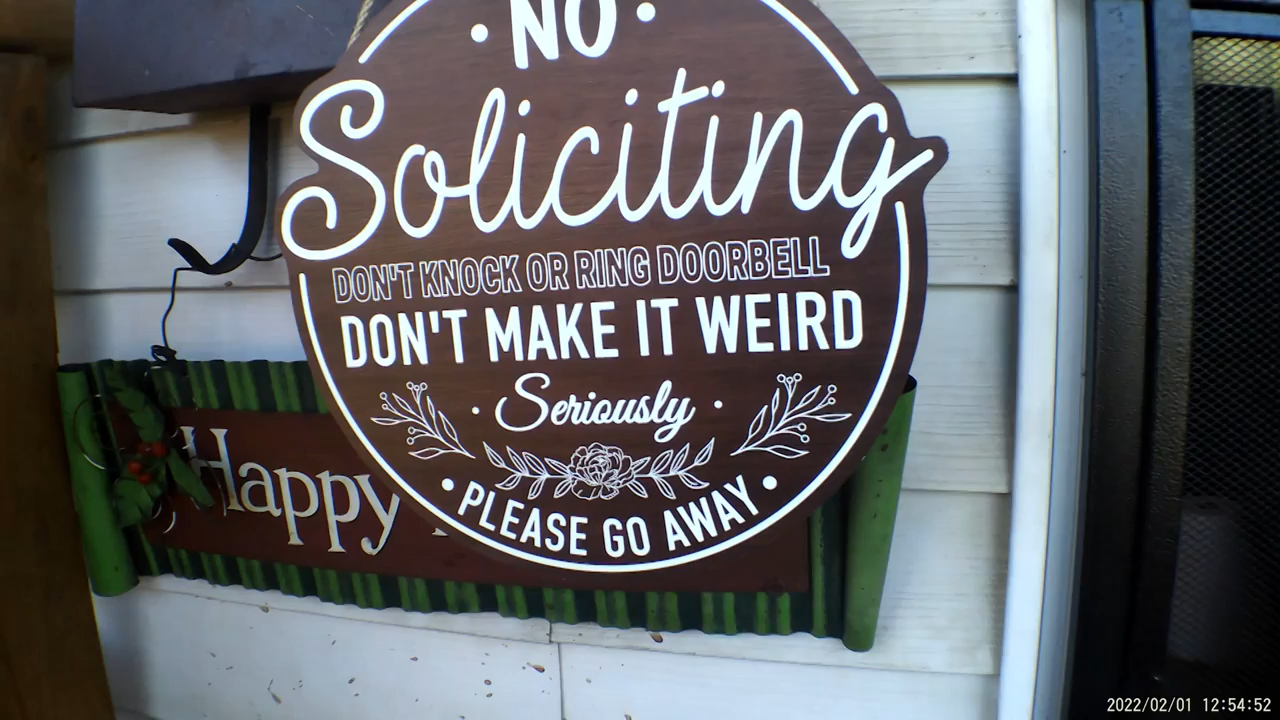 NO
Soliciting
DON'T KNOCK OR RING DOORBELL
DON'T MAKE IT WEIRD
Seriously
PLEASE GO AWAY
Happy
2022/02/01 12:54:52